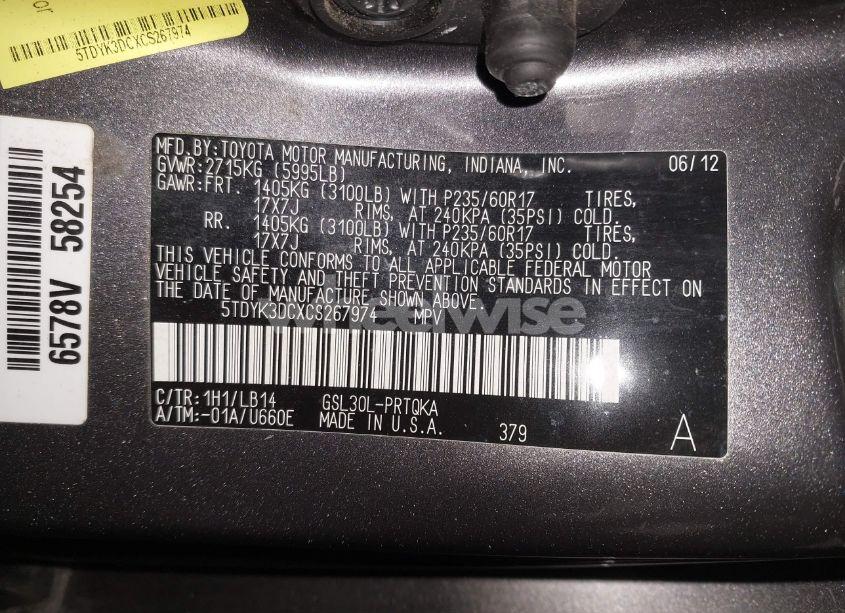 or
5TDYK3DCXCS267974
6578V 58254
MFD. BY: TOYOTA MOTOR MANUFACTURING, INDIANA, INC. 06/12
GVWR: 2715KG (5995LB)
GAWR: FRT. 1405KG (3100LB) WITH P235/60R17 TIRES,
17X7J RIMS, AT 240KPA (35PSI) COLD.
RR. 1405KG (3100LB) WITH P235/60R17 TIRES,
17X7J RIMS, AT 240KPA (35PSI) COLD.
THIS VEHICLE CONFORMS TO ALL APPLICABLE FEDERAL MOTOR
VEHICLE SAFETY AND THEFT PREVENTION STANDARDS IN EFFECT ON
THE DATE OF MANUFACTURE SHOWN ABOVE.
5TDYK3DCXCS267974 MPV
wheelwise
C/TR: 1H1/LB14 GSL30L-PRTQKA
A/TM: -01A/U660E MADE IN U.S.A. 379 A